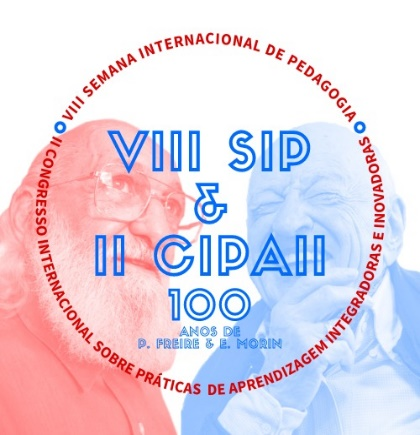 VIII SEMANA INTERNACIONAL DE PEDAGOGIA
II CONGRESSO INTERNACIONAL SOBRE PRÁTICAS DE APRENDIZAGEM INTEGRADORAS E INOVADORAS
VIII SIP
&
II CIPAII
100
ANOS DE
P. FREIRE & E. MORIN